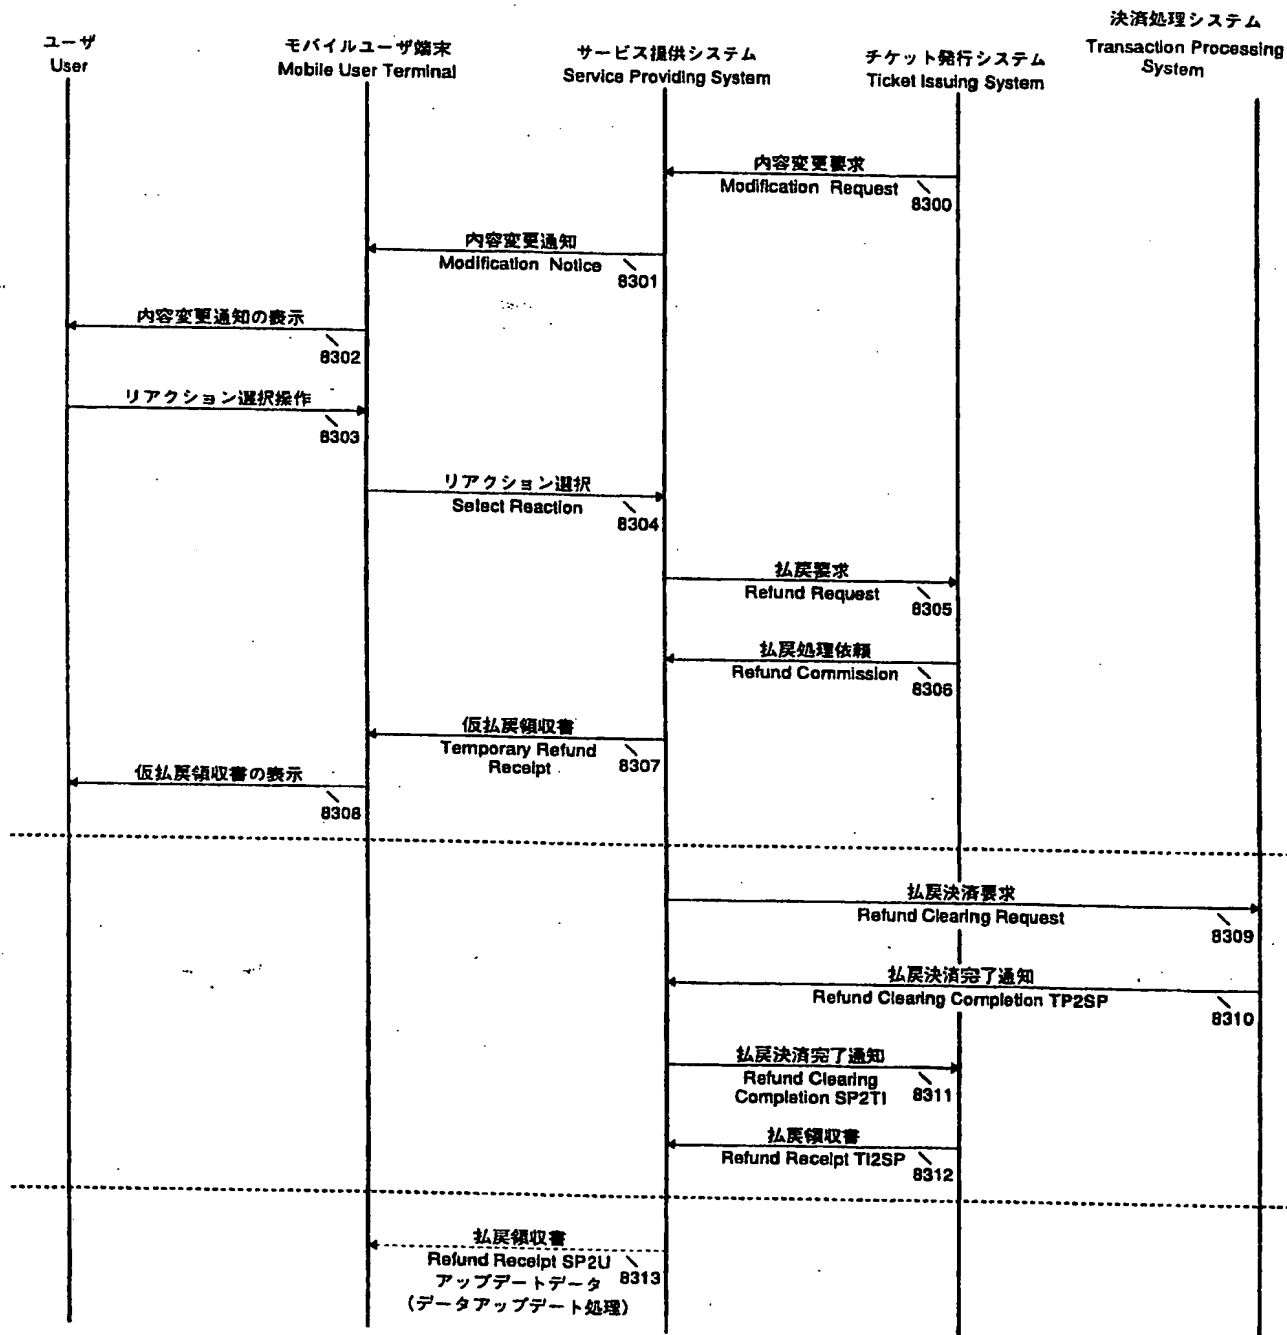 ユーザ
User
モバイルユーザ端末
Mobile User Terminal
サービス提供システム
Service Providing System
チケット発行システム
Ticket Issuing System
決済処理システム
Transaction Processing
System
内容変更要求
Modification Request
8300
内容変更通知
Modification Notice
8301
内容変更通知の表示
8302
リアクション選択操作
8303
リアクション選択
Select Reaction
8304
払戻要求
Refund Request
8305
払戻処理依頼
Refund Commission
8306
仮払戻領収書
Temporary Refund
Receipt
8307
仮払戻領収書の表示
8308
払戻決済要求
Refund Clearing Request
8309
払戻決済完了通知
Refund Clearing Completion TP2SP
8310
払戻決済完了通知
Refund Clearing
Completion SP2TI
8311
払戻領収書
Refund Receipt TI2SP
8312
払戻領収書
Refund Receipt SP2U
8313
アップデートデータ
(データアップデート処理)